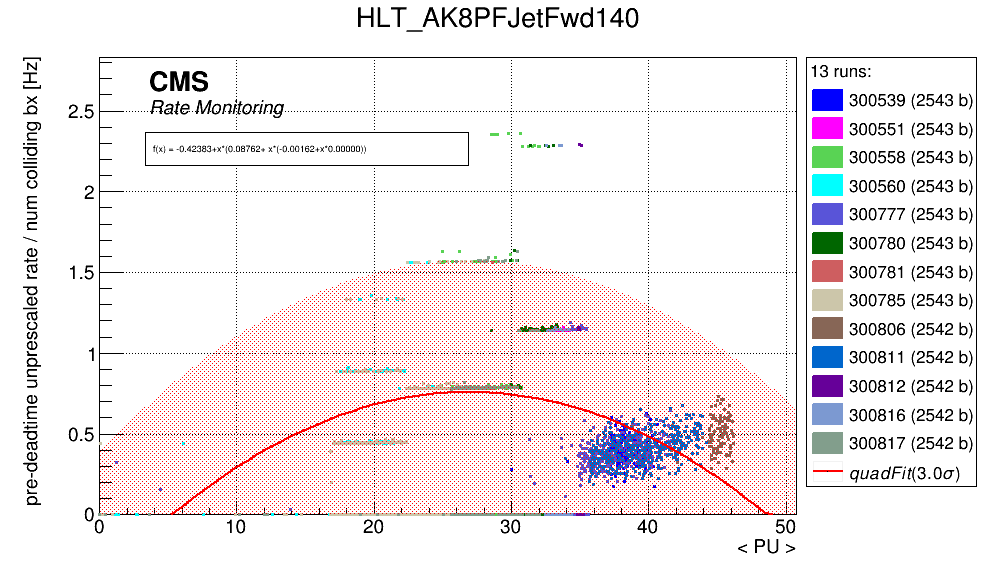 HLT_AK8PFJetFwd140
pre-deadtime unprescaled rate / num colliding bx [Hz]
CMS
Rate Monitoring
f(x) = -0.42383+x*(0.08762+ x*(-0.00162+x*0.00000))
2.5
2
1.5
1
0.5
0
0 10 20 30 40 50
< PU >
13 runs:
300539 (2543 b)
300551 (2543 b)
300558 (2543 b)
300560 (2543 b)
300777 (2543 b)
300780 (2543 b)
300781 (2543 b)
300785 (2543 b)
300806 (2542 b)
300811 (2542 b)
300812 (2542 b)
300816 (2542 b)
300817 (2542 b)
quadFit(3.0σ)